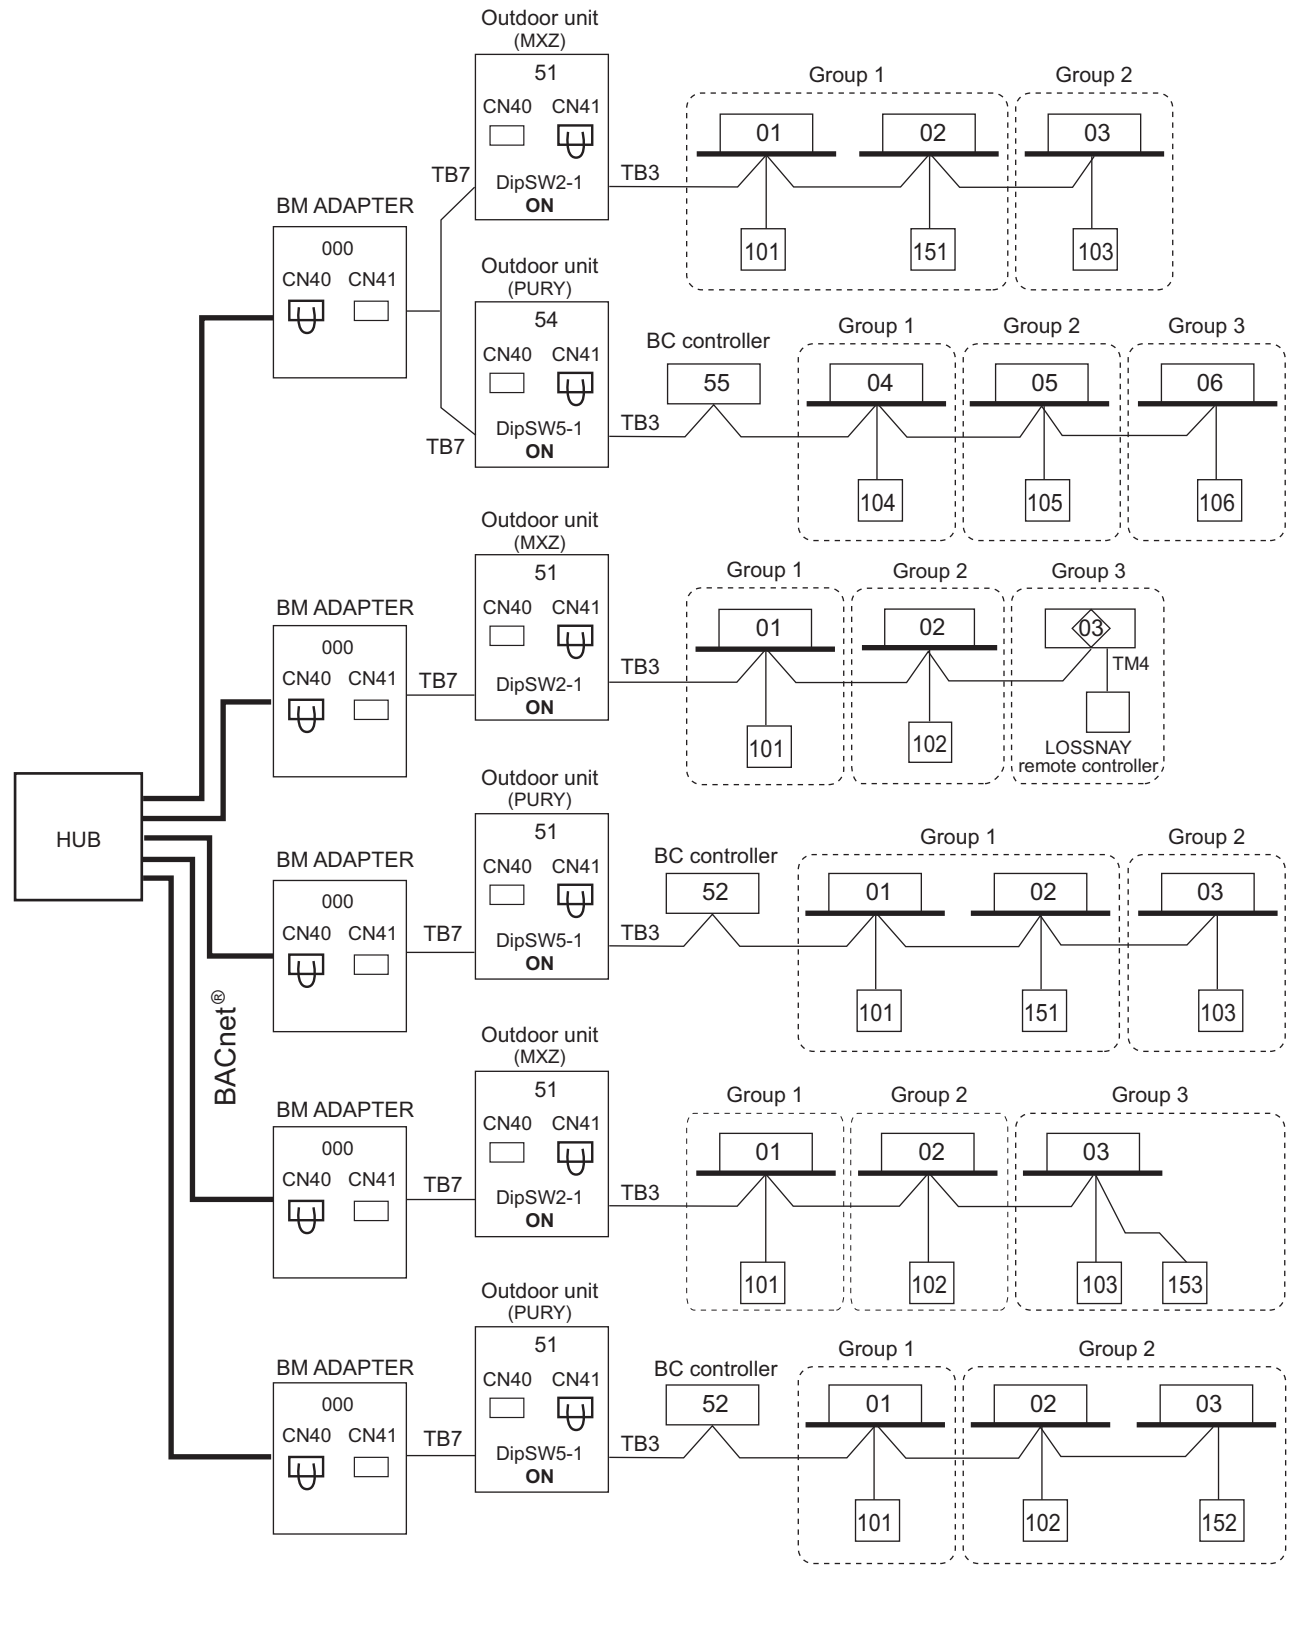 Outdoor unit
(MXZ)
51
CN40 CN41
DipSW2-1
ON
TB7
TB3
Group 1
Group 2
01
02
03
101
151
103
BM ADAPTER
000
CN40 CN41
Outdoor unit
(PURY)
54
CN40 CN41
DipSW5-1
ON
TB7
TB3
BC controller
55
Group 1
Group 2
Group 3
04
05
06
104
105
106
Outdoor unit
(MXZ)
51
CN40 CN41
DipSW2-1
ON
BM ADAPTER
000
CN40 CN41
TB7
TB3
Group 1
Group 2
Group 3
01
02
03
TM4
101
102
LOSSNAY
remote controller
HUB
BACnet®
Outdoor unit
(PURY)
51
CN40 CN41
DipSW5-1
ON
BM ADAPTER
000
CN40 CN41
TB7
TB3
BC controller
52
Group 1
Group 2
01
02
03
101
151
103
Outdoor unit
(MXZ)
51
CN40 CN41
DipSW2-1
ON
BM ADAPTER
000
CN40 CN41
TB7
TB3
Group 1
Group 2
Group 3
01
02
03
101
102
103
153
Outdoor unit
(PURY)
51
CN40 CN41
DipSW5-1
ON
BM ADAPTER
000
CN40 CN41
TB7
TB3
BC controller
52
Group 1
Group 2
01
02
03
101
102
152